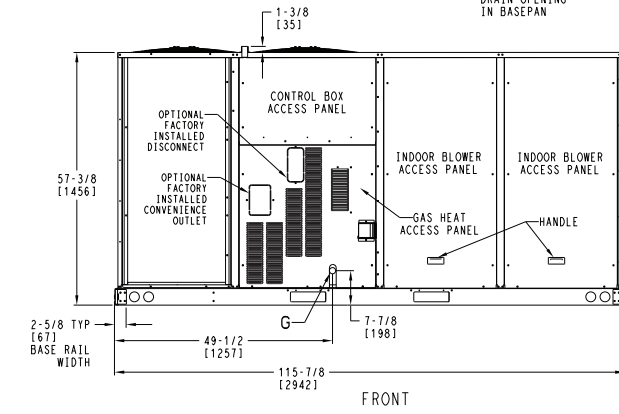 DRAIN OPENING
IN BASEPAN
1-3/8
[35]
CONTROL BOX
ACCESS PANEL
OPTIONAL
FACTORY
INSTALLED
DISCONNECT
INDOOR BLOWER
ACCESS PANEL
INDOOR BLOWER
ACCESS PANEL
57-3/8
[1456]
OPTIONAL
FACTORY
INSTALLED
CONVENIENCE
OUTLET
GAS HEAT
ACCESS PANEL
HANDLE
2-5/8 TYP
[67]
BASE RAIL
WIDTH
G
7-7/8
[198]
49-1/2
[1257]
115-7/8
[2942]
FRONT